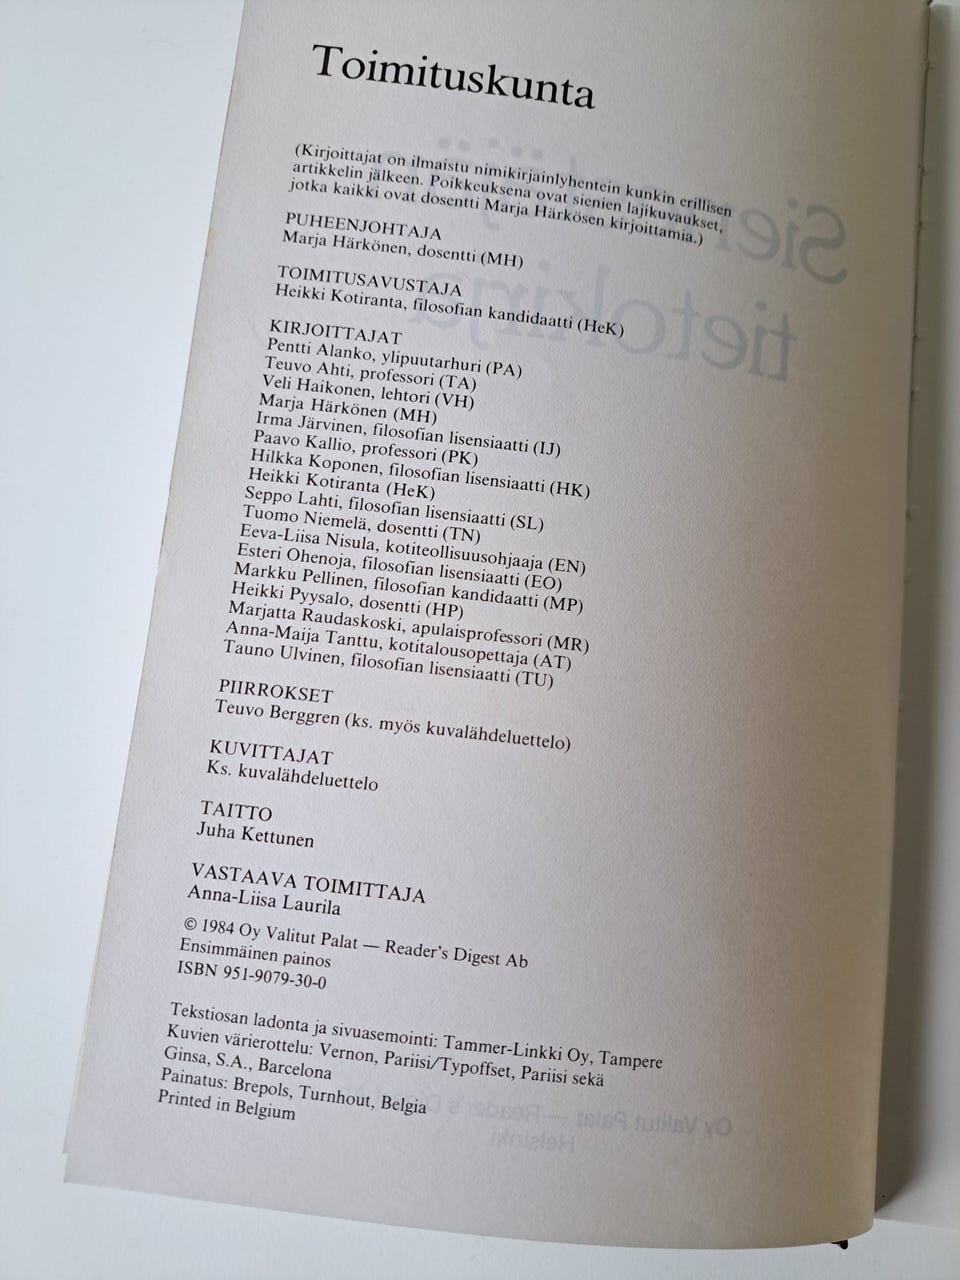 Toimituskunta
(Kirjoittajat on ilmaistu nimikirjainlyhentein kunkin erillisen
artikkelin jälkeen. Poikkeuksena ovat sienien lajikuvaukset,
jotka kaikki ovat dosentti Marja Härkösen kirjoittamia.)
PUHEENJOHTAJA
Marja Härkönen, dosentti (MH)
TOIMITUSAVUSTAJA
Heikki Kotiranta, filosofian kandidaatti (HeK)
KIRJOITTAJAT
Pentti Alanko, ylipuutarhuri (PA)
Teuvo Ahti, professori (TA)
Veli Haikonen, lehtori (VH)
Marja Härkönen (MH)
Irma Järvinen, filosofian lisensiaatti (IJ)
Paavo Kallio, professori (PK)
Hilkka Koponen, filosofian lisensiaatti (HK)
Heikki Kotiranta (HeK)
Seppo Lahti, filosofian lisensiaatti (SL)
Tuomo Niemelä, dosentti (TN)
Eeva-Liisa Nisula, kotiteollisuusohjaaja (EN)
Esteri Ohenoja, filosofian lisensiaatti (EO)
Markku Pellinen, filosofian kandidaatti (MP)
Heikki Pyysalo, dosentti (HP)
Marjatta Raudaskoski, apulaisprofessori (MR)
Anna-Maija Tanttu, kotitalousopettaja (AT)
Tauno Ulvinen, filosofian lisensiaatti (TU)
PIIRROKSET
Teuvo Berggren (ks. myös kuvalähdeluettelo)
KUVITTAJAT
Ks. kuvalähdeluettelo
TAITTO
Juha Kettunen
VASTAAVA TOIMITTAJA
Anna-Liisa Laurila
© 1984 Oy Valitut Palat — Reader's Digest Ab
Ensimmäinen painos
ISBN 951-9079-30-0
Tekstiosan ladonta ja sivuasemointi: Tammer-Linkki Oy, Tampere
Kuvien värierottelu: Vernon, Pariisi/Typoffset, Pariisi sekä
Ginsa, S.A., Barcelona
Painatus: Brepols, Turnhout, Belgia
Printed in Belgium
tietokirja
Oy Valitut Palat — Reader's
Helsinki